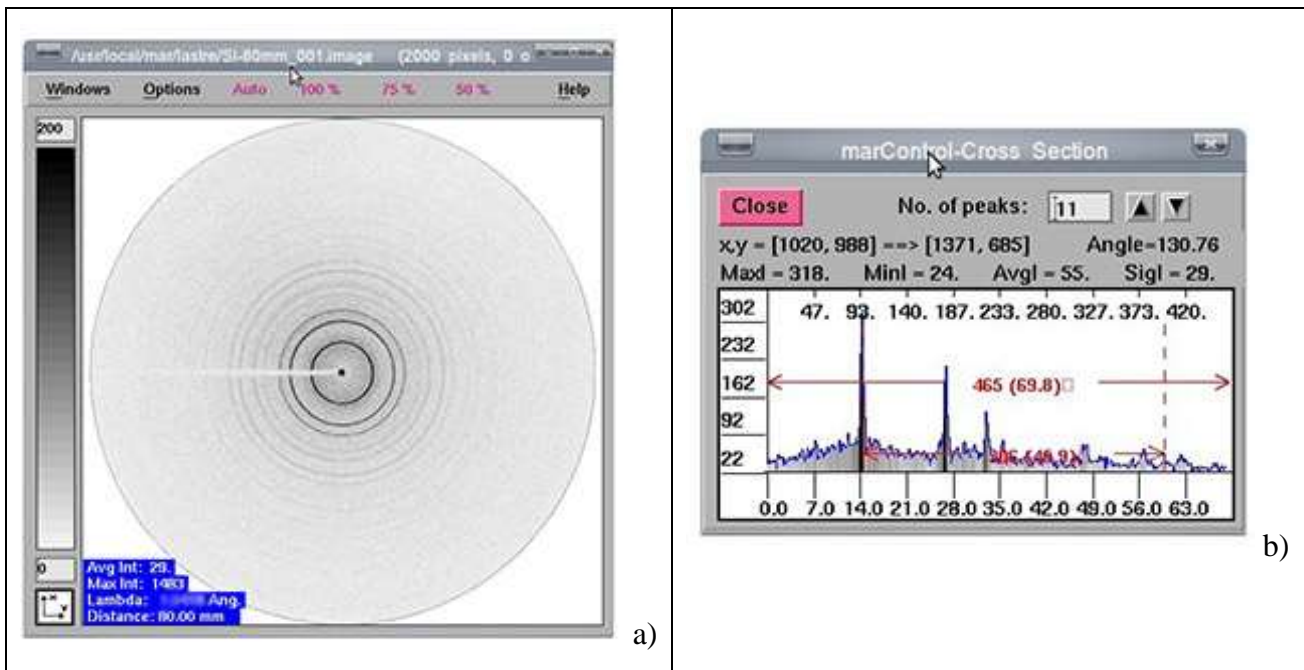 /usr/local/mar/lastre/Si-80mm_001.image (2000 pixels, 0 o
Windows Options Auto 100 % 75 % 50 % Help
200
0
Avg Int: 29.
Max Int: 1483
Lambda: Ang.
Distance: 80.00 mm
a)
marControl-Cross Section
Close No. of peaks: 11
x,y = [1020, 988] ==> [1371, 685] Angle=130.76
MaxI = 318. MinI = 24. AvgI = 55. SigI = 29.
302 47. 93. 140. 187. 233. 280. 327. 373. 420.
232
162 465 (69.8)
92
22
0.0 7.0 14.0 21.0 28.0 35.0 42.0 49.0 56.0 63.0
b)